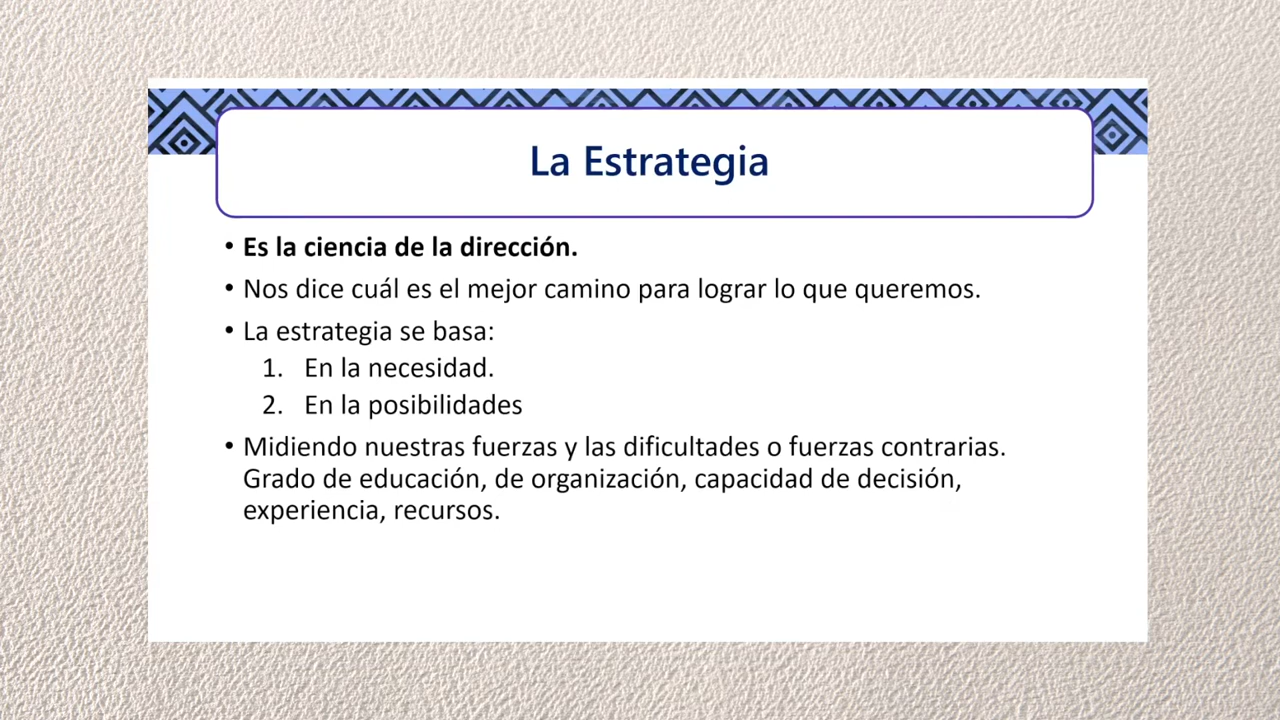 La Estrategia
• Es la ciencia de la dirección.
• Nos dice cuál es el mejor camino para lograr lo que queremos.
• La estrategia se basa:
1. En la necesidad.
2. En la posibilidades
• Midiendo nuestras fuerzas y las dificultades o fuerzas contrarias.
Grado de educación, de organización, capacidad de decisión,
experiencia, recursos.